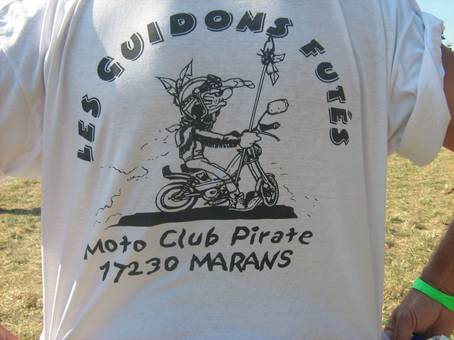 LES GUIDONS FUTÉS
Moto Club Pirate
17230 MARANS